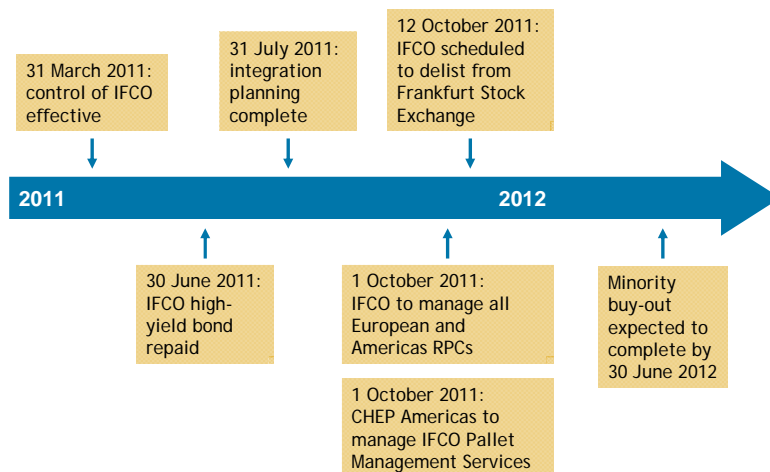 31 March 2011:
control of IFCO
effective
31 July 2011:
integration
planning
complete
12 October 2011:
IFCO scheduled
to delist from
Frankfurt Stock
Exchange
2011
2012
30 June 2011:
IFCO high-
yield bond
repaid
1 October 2011:
IFCO to manage all
European and
Americas RPCs
1 October 2011:
CHEP Americas to
manage IFCO Pallet
Management Services
Minority
buy-out
expected to
complete by
30 June 2012